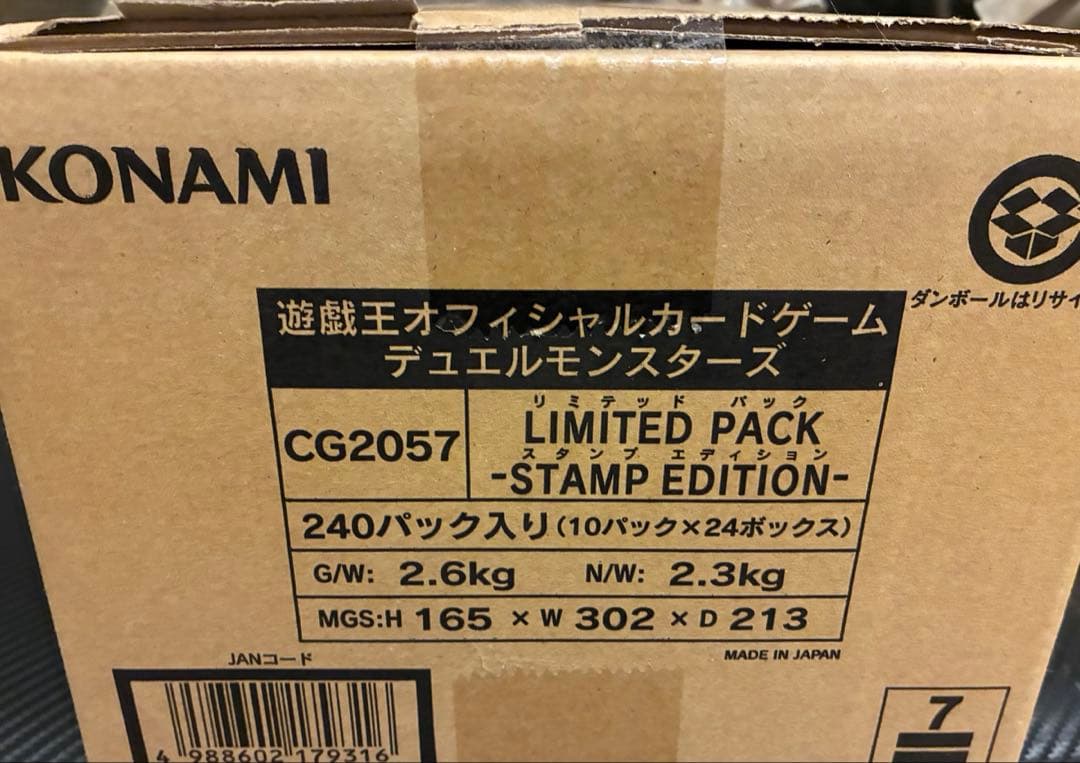 KONAMI
ダンボールはリサイ
遊戯王オフィシャルカードゲーム
デュエルモンスターズ
CG2057
リミテッド パック
LIMITED PACK
スタンプ エディション
-STAMP EDITION-
240パック入り(10パック×24ボックス)
G/W: 2.6kg N/W: 2.3kg
MGS:H 165 × W 302 × D 213
MADE IN JAPAN
JANコード
4 988602 179316
7